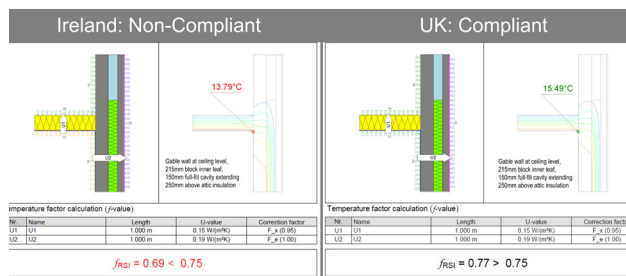 Ireland: Non-Compliant
13.79°C
U1
U2
Gable wall at ceiling level,
215mm block inner leaf,
150mm full-fill cavity extending
250mm above attic insulation
mperature factor calculation (f-value)
Nr. Name Length U-value Correction factor
U1 U1 1.000 m 0.15 W/(m²K) F_x (0.95)
U2 U2 1.000 m 0.19 W/(m²K) F_e (1.00)
fRSI = 0.69 < 0.75
UK: Compliant
15.49°C
U1
U2
Gable wall at ceiling level,
215mm block inner leaf,
150mm full-fill cavity extending
250mm above attic insulation
Temperature factor calculation (f-value)
Nr. Name Length U-value Correction facto
U1 U1 1.000 m 0.15 W/(m²K) F_x (0.95)
U2 U2 1.000 m 0.19 W/(m²K) F_e (1.00)
fRSI = 0.77 > 0.75